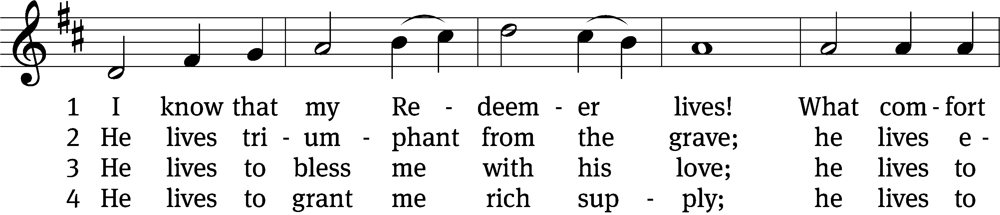 1 I know that my Re - deem - er lives! What com - fort
2 He lives tri - um - phant from the grave; he lives e -
3 He lives to bless me with his love; he lives to
4 He lives to grant me rich sup - ply; he lives to